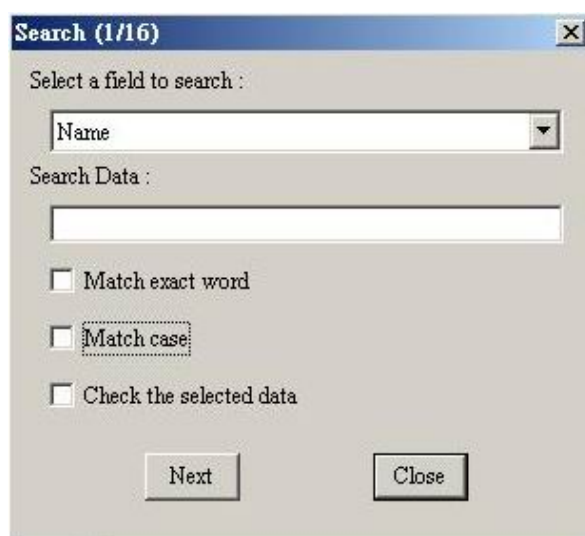 Search (1/16)
Select a field to search :
Name
Search Data :
Match exact word
Match case
Check the selected data
Next Close